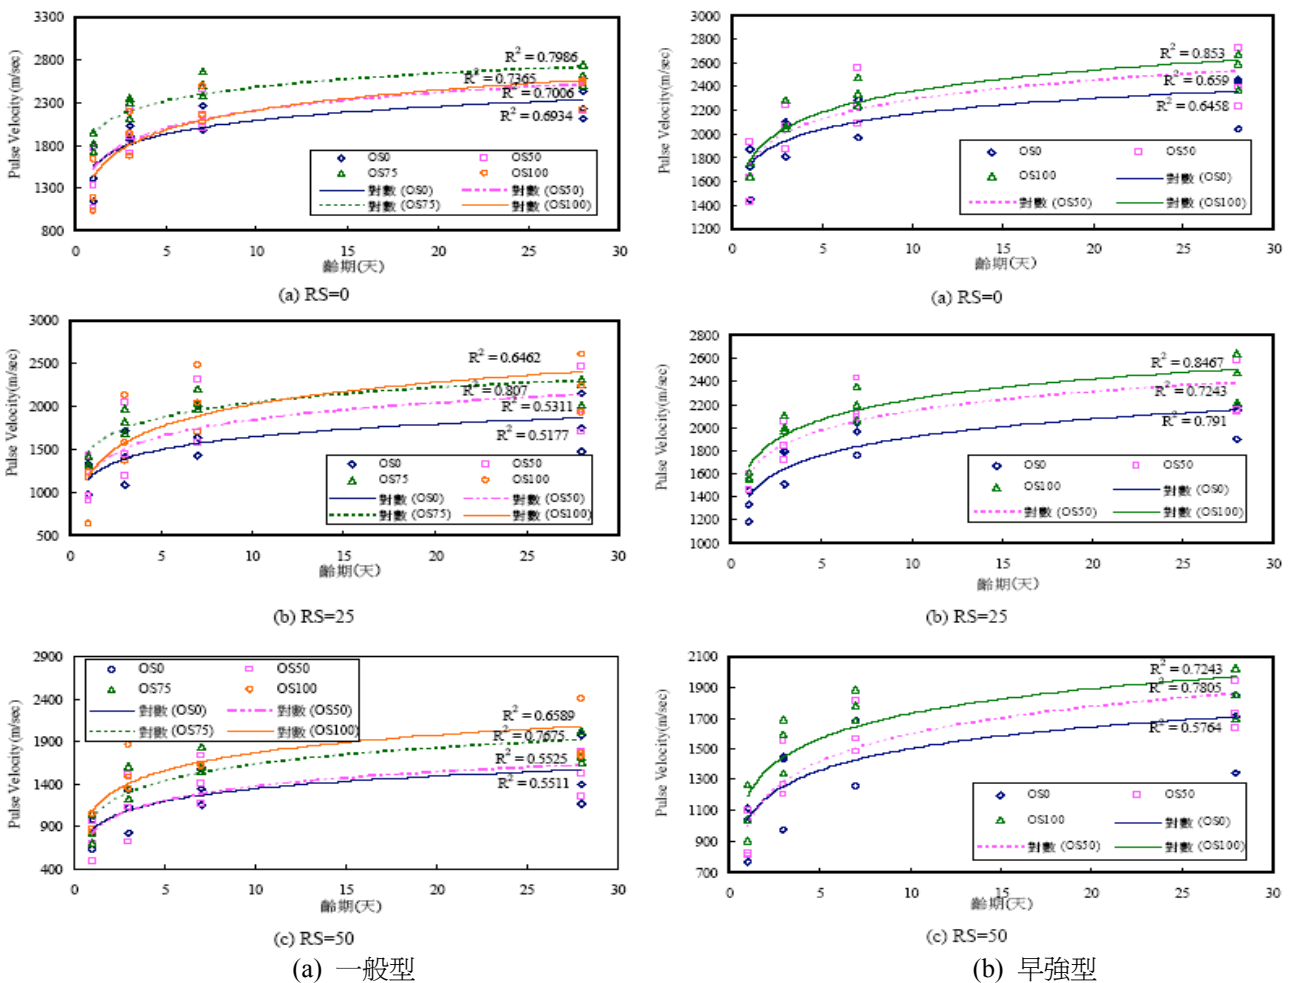 3300
2800
2300
1800
1300
800
Pulse Velocity(m/sec)
R² = 0.7986
R² = 0.7365
R² = 0.7006
R² = 0.6934
OS0 OS50
OS75 OS100
對數 (OS0) 對數 (OS50)
對數 (OS75) 對數 (OS100)
0 5 10 15 20 25 30
齡期(天)
(a) RS=0
3000
2800
2600
2400
2200
2000
1800
1600
1400
1200
Pulse Velocity(m/sec)
R² = 0.853
R² = 0.659
R² = 0.6458
OS0 OS50
OS100 對數 (OS0)
對數 (OS50) 對數 (OS100)
0 5 10 15 20 25 30
齡期(天)
(a) RS=0
3000
2500
2000
1500
1000
500
Pulse Velocity(m/sec)
R² = 0.6462
R² = 0.807
R² = 0.5311
R² = 0.5177
OS0 OS50
OS75 OS100
對數 (OS0) 對數 (OS50)
對數 (OS75) 對數 (OS100)
0 5 10 15 20 25 30
齡期(天)
(b) RS=25
2800
2600
2400
2200
2000
1800
1600
1400
1200
1000
Pulse Velocity(m/sec)
R² = 0.8467
R² = 0.7243
R² = 0.791
OS0 OS50
OS100 對數 (OS0)
對數 (OS50) 對數 (OS100)
0 5 10 15 20 25 30
齡期(天)
(b) RS=25
2900
2400
1900
1400
900
400
Pulse Velocity(m/sec)
OS0 OS50
OS75 OS100
對數 (OS0) 對數 (OS50)
對數 (OS75) 對數 (OS100)
R² = 0.6589
R² = 0.7675
R² = 0.5525
R² = 0.5511
0 5 10 15 20 25 30
齡期(天)
(c) RS=50
2100
1900
1700
1500
1300
1100
900
700
Pulse Velocity(m/sec)
R² = 0.7243
R² = 0.7805
R² = 0.5764
OS0 OS50
OS100 對數 (OS0)
對數 (OS50) 對數 (OS100)
0 5 10 15 20 25 30
齡期(天)
(c) RS=50
(a) 一般型
(b) 早強型